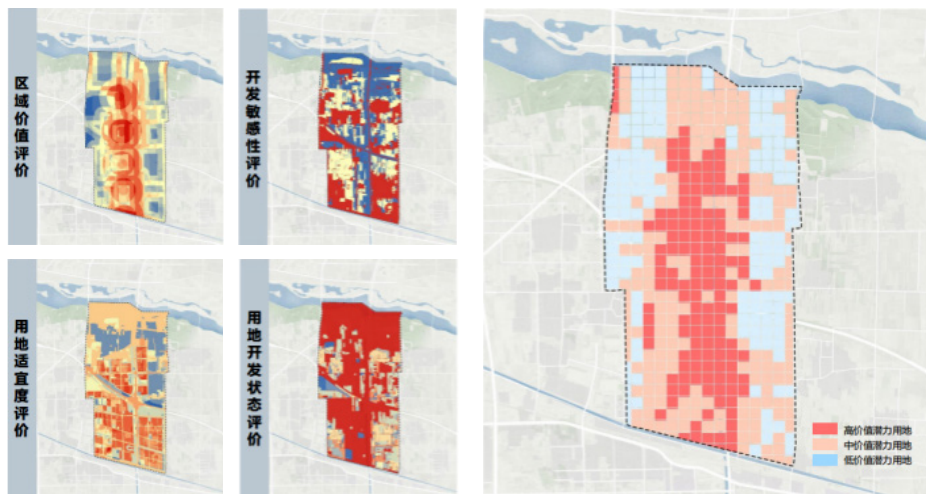 区域价值评价
开发敏感性评价
用地适宜度评价
用地开发状态评价
高价值潜力用地
中价值潜力用地
低价值潜力用地